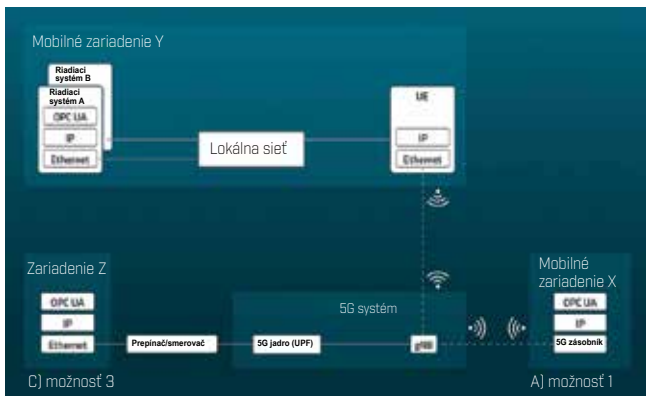 Mobilné zariadenie Y
Riadiaci
systém B
Riadiaci
systém A
OPC UA
IP
Ethernet
Lokálna sieť
UE
IP
Ethernet
Zariadenie Z
OPC UA
IP
Ethernet
Prepínač/smerovač
5G systém
5G jadro (UPF)
gNB
Mobilné
zariadenie X
OPC UA
IP
5G zásobník
C) možnosť 3
A) možnosť 1